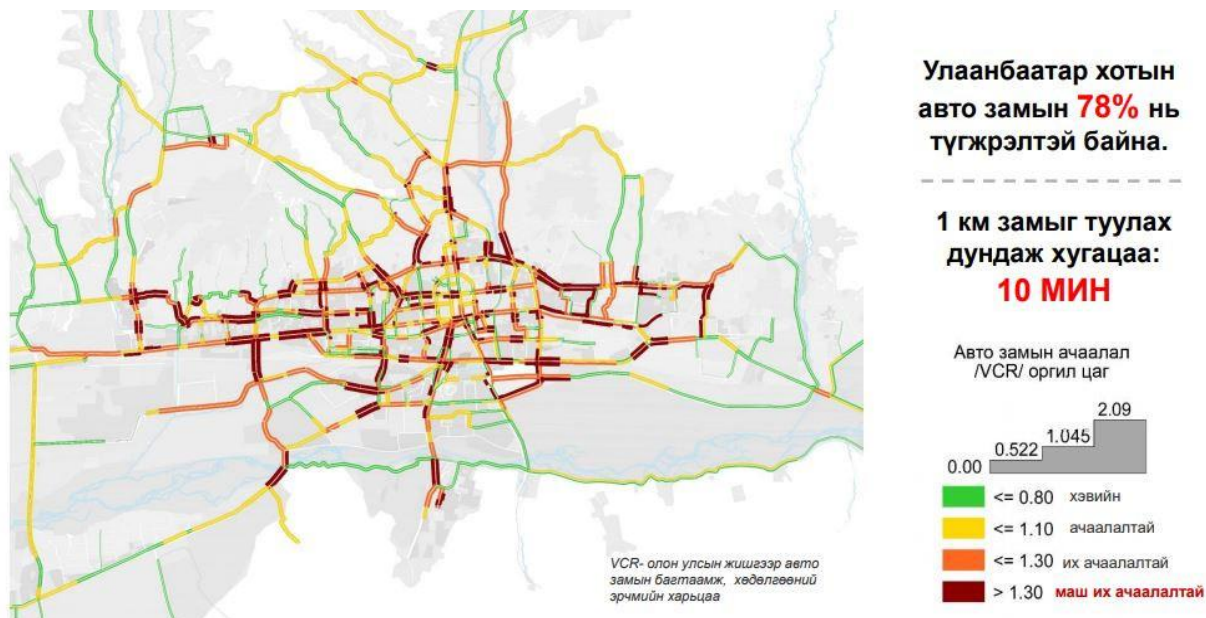 Улаанбаатар хотын
авто замын 78% нь
түгжрэлтэй байна.
1 км замыг туулах
дундаж хугацаа:
10 МИН
Авто замын ачаалал
/VCR/ оргил цаг
2.09
1.045
0.522
0.00
<= 0.80 хэвийн
<= 1.10 ачаалалтай
<= 1.30 их ачаалалтай
> 1.30 маш их ачаалалтай
VCR- олон улсын жишгээр авто
замын багтаамж, хөдөлгөөний
эрчмийн харьцаа